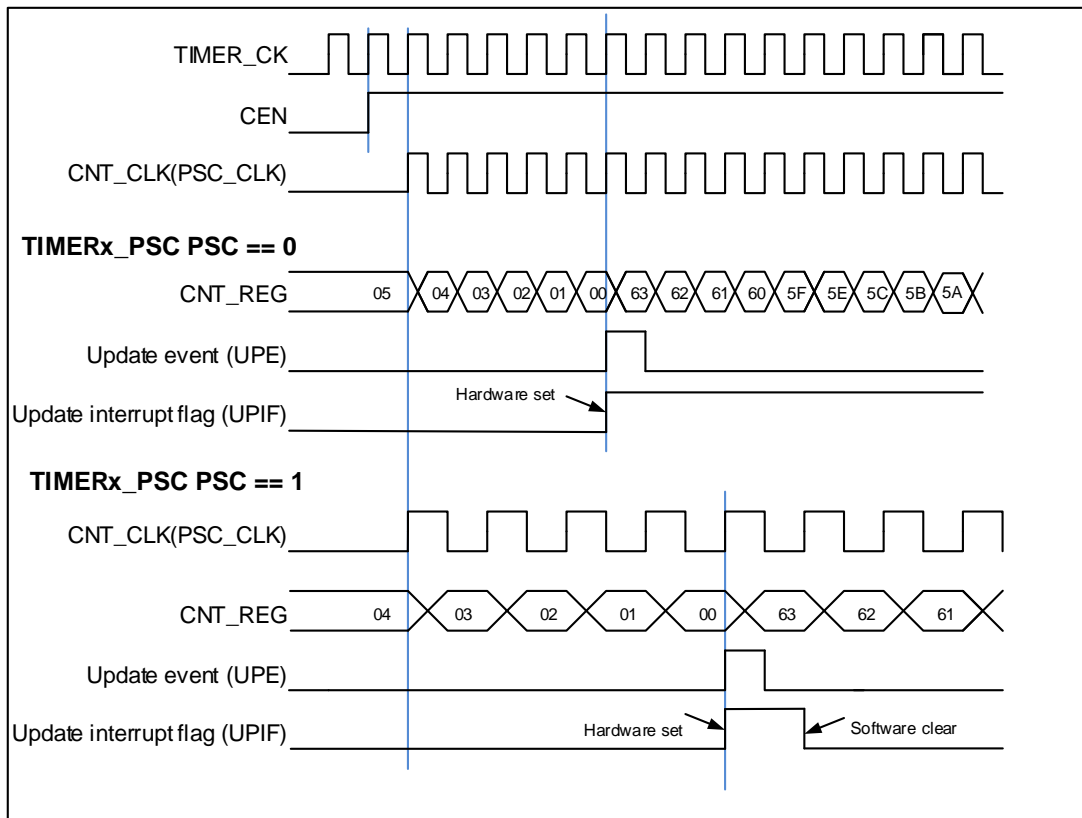 TIMER_CK
CEN
CNT_CLK(PSC_CLK)
TIMERx_PSC PSC == 0
CNT_REG 05 04 03 02 01 00 63 62 61 60 5F 5E 5C 5B 5A
Update event (UPE)
Hardware set
Update interrupt flag (UPIF)
TIMERx_PSC PSC == 1
CNT_CLK(PSC_CLK)
CNT_REG 04 03 02 01 00 63 62 61
Update event (UPE)
Update interrupt flag (UPIF) Hardware set Software clear